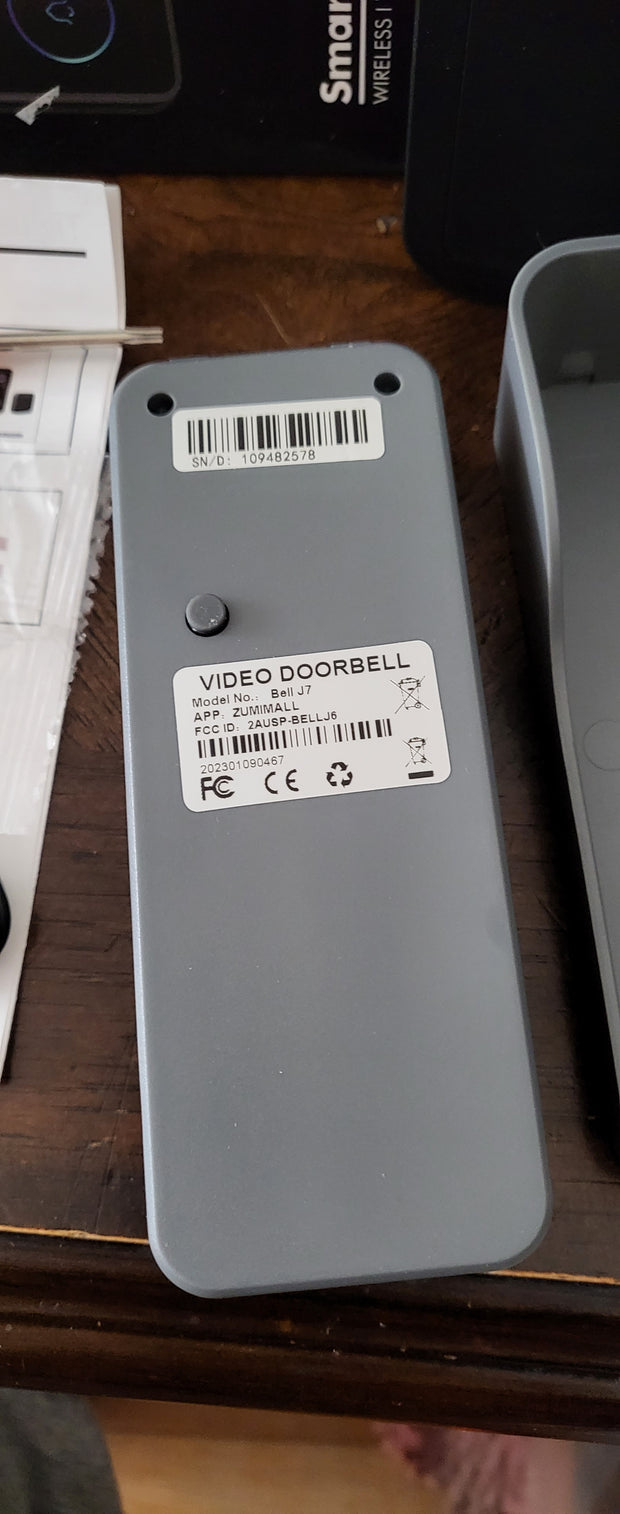 Smar
WIRELESS I
SN/D: 109482578
VIDEO DOORBELL
Model No.: Bell J7
APP: ZUMIMALL
FCC ID: 2AUSP-BELLJ6
202301090467
FC CE